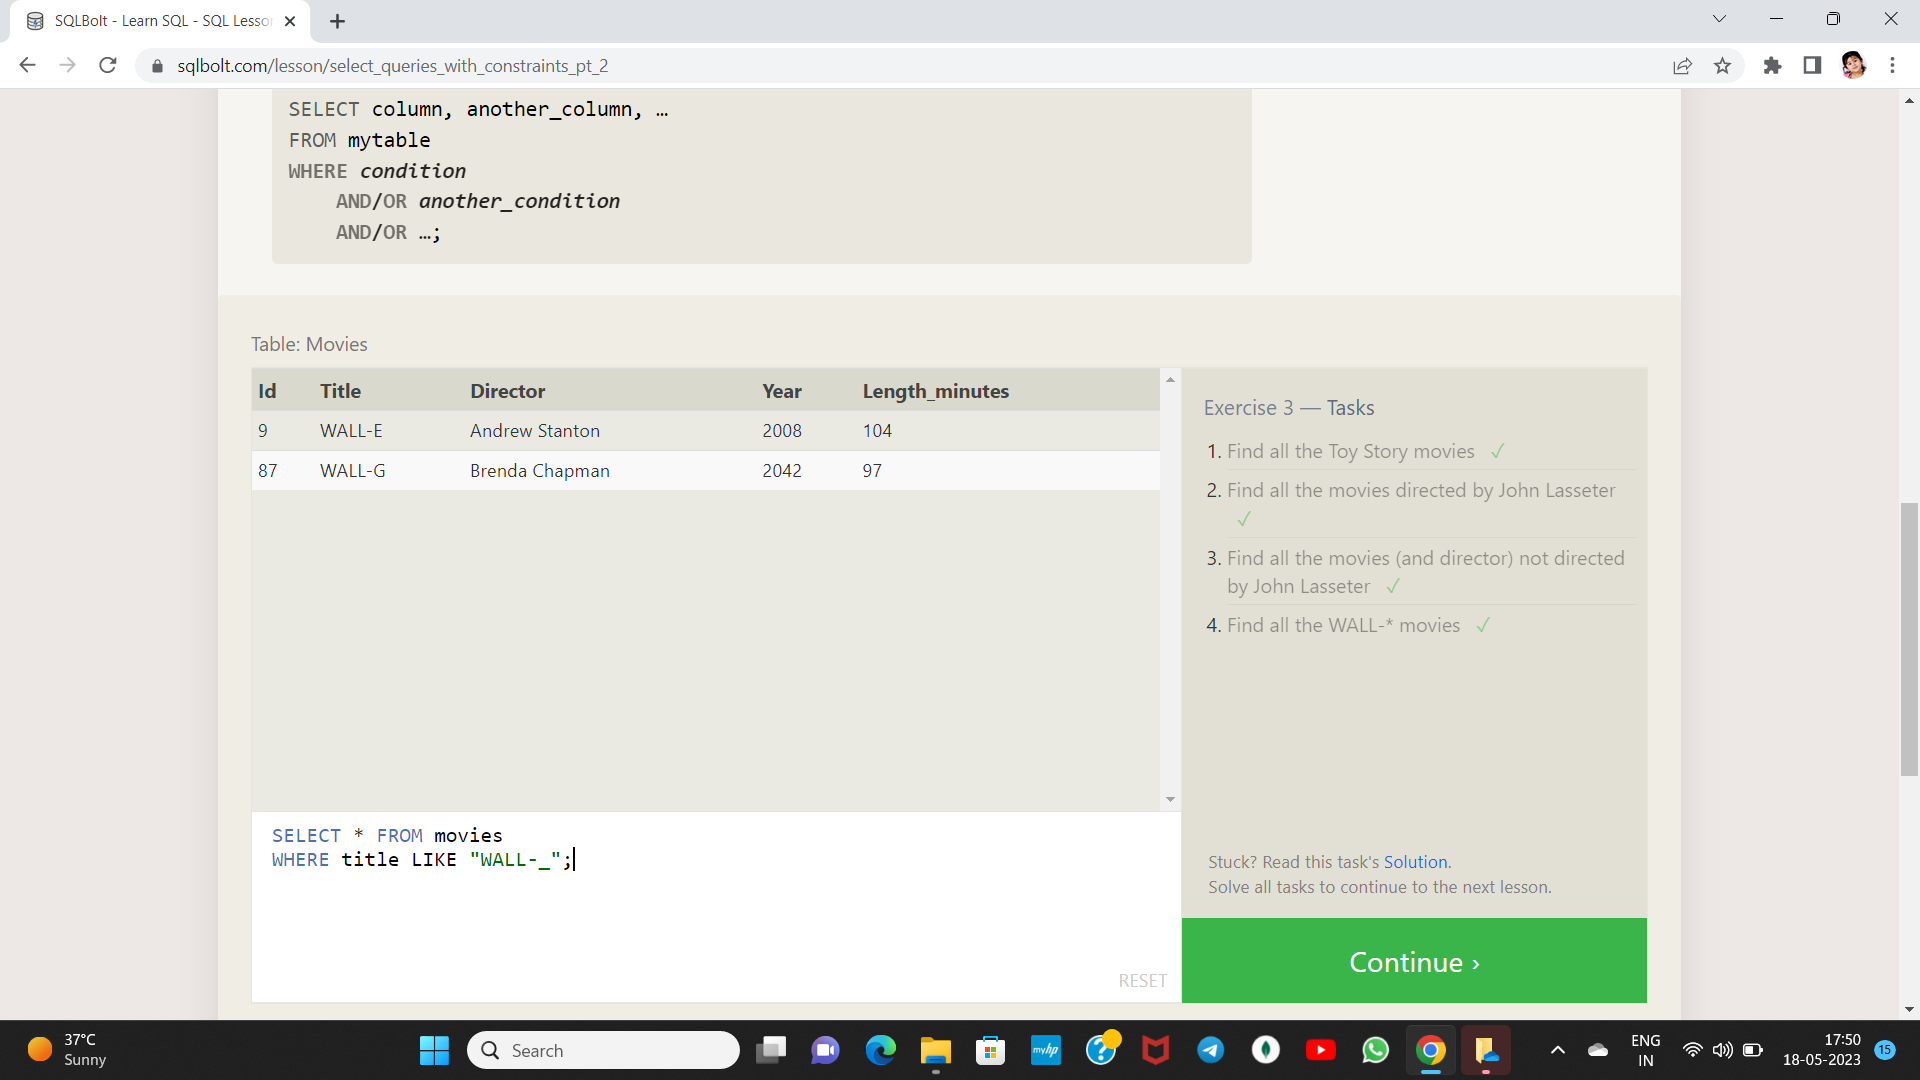 SQLBolt - Learn SQL - SQL Lesson
sqlbolt.com/lesson/select_queries_with_constraints_pt_2
SELECT column, another_column, …
FROM mytable
WHERE condition
AND/OR another_condition
AND/OR …;
Table: Movies
Id Title Director Year Length_minutes
9 WALL-E Andrew Stanton 2008 104
87 WALL-G Brenda Chapman 2042 97
Exercise 3 — Tasks
1. Find all the Toy Story movies ✓
2. Find all the movies directed by John Lasseter
✓
3. Find all the movies (and director) not directed
by John Lasseter ✓
4. Find all the WALL-* movies ✓
SELECT * FROM movies
WHERE title LIKE "WALL-_";
RESET
Stuck? Read this task's Solution.
Solve all tasks to continue to the next lesson.
Continue ›
37°C
Sunny
Search
myhp
ENG
IN
17:50
18-05-2023
15